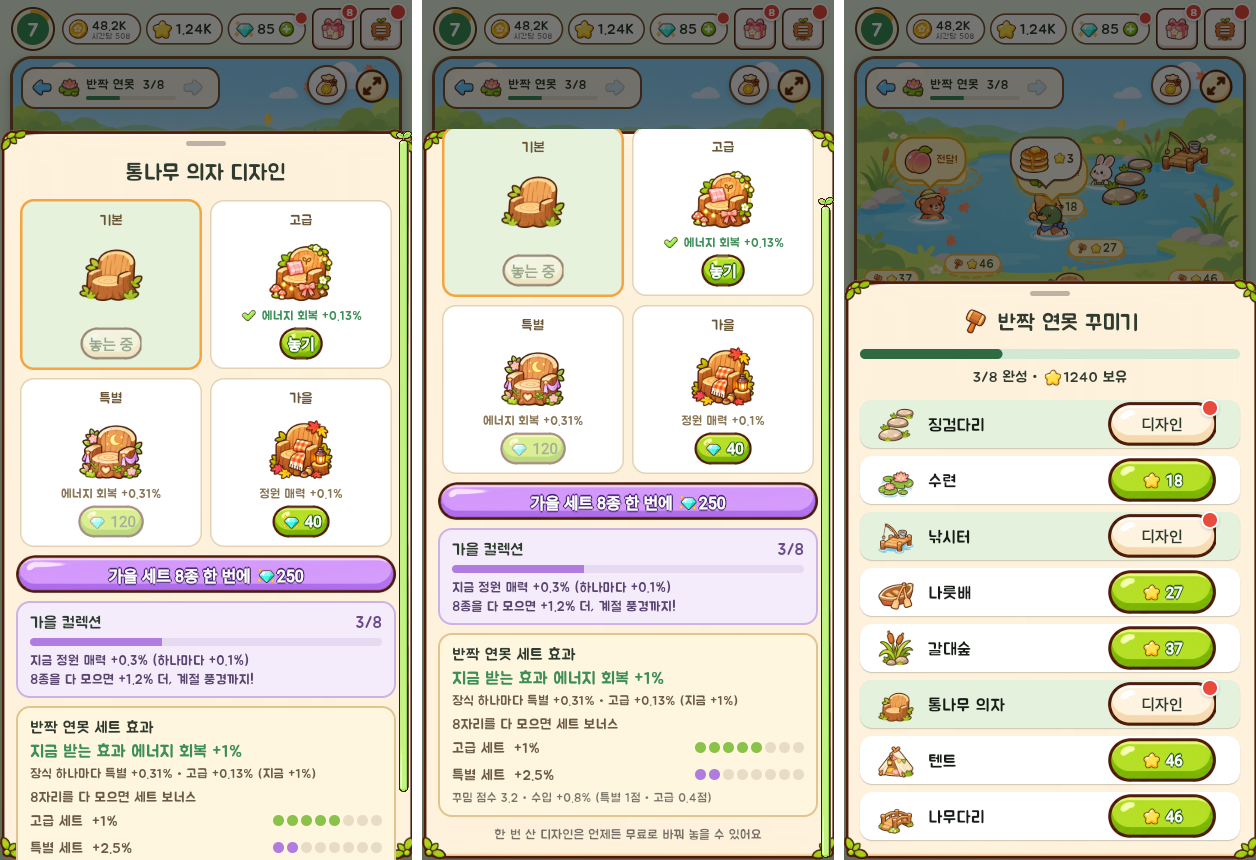 7
48.2K
시간당 508
1.24K
85
8
반짝 연못 3/8
통나무 의자 디자인
기본
놓는 중
고급
에너지 회복 +0.13%
놓기
특별
에너지 회복 +0.31%
120
가을
정원 매력 +0.1%
40
가을 세트 8종 한 번에 250
가을 컬렉션 3/8
지금 정원 매력 +0.3% (하나마다 +0.1%)
8종을 다 모으면 +1.2% 더, 계절 풍경까지!
반짝 연못 세트 효과
지금 받는 효과 에너지 회복 +1%
장식 하나마다 특별 +0.31% · 고급 +0.13% (지금 +1%)
8자리를 다 모으면 세트 보너스
고급 세트 +1%
특별 세트 +2.5%
7
48.2K
시간당 508
1.24K
85
8
반짝 연못 3/8
기본
놓는 중
고급
에너지 회복 +0.13%
놓기
특별
에너지 회복 +0.31%
120
가을
정원 매력 +0.1%
40
가을 세트 8종 한 번에 250
가을 컬렉션 3/8
지금 정원 매력 +0.3% (하나마다 +0.1%)
8종을 다 모으면 +1.2% 더, 계절 풍경까지!
반짝 연못 세트 효과
지금 받는 효과 에너지 회복 +1%
장식 하나마다 특별 +0.31% · 고급 +0.13% (지금 +1%)
8자리를 다 모으면 세트 보너스
고급 세트 +1%
특별 세트 +2.5%
꾸밈 점수 3.2 · 수입 +0.8% (특별 1점 · 고급 0.4점)
한 번 산 디자인은 언제든 무료로 바꿔 놓을 수 있어요
7
48.2K
시간당 508
1.24K
85
8
반짝 연못 3/8
전달!
3
18
27
46
37
46
반짝 연못 꾸미기
3/8 완성 · 1240 보유
징검다리 디자인
수련 18
낚시터 디자인
나룻배 27
갈대숲 37
통나무 의자 디자인
텐트 46
나무다리 46